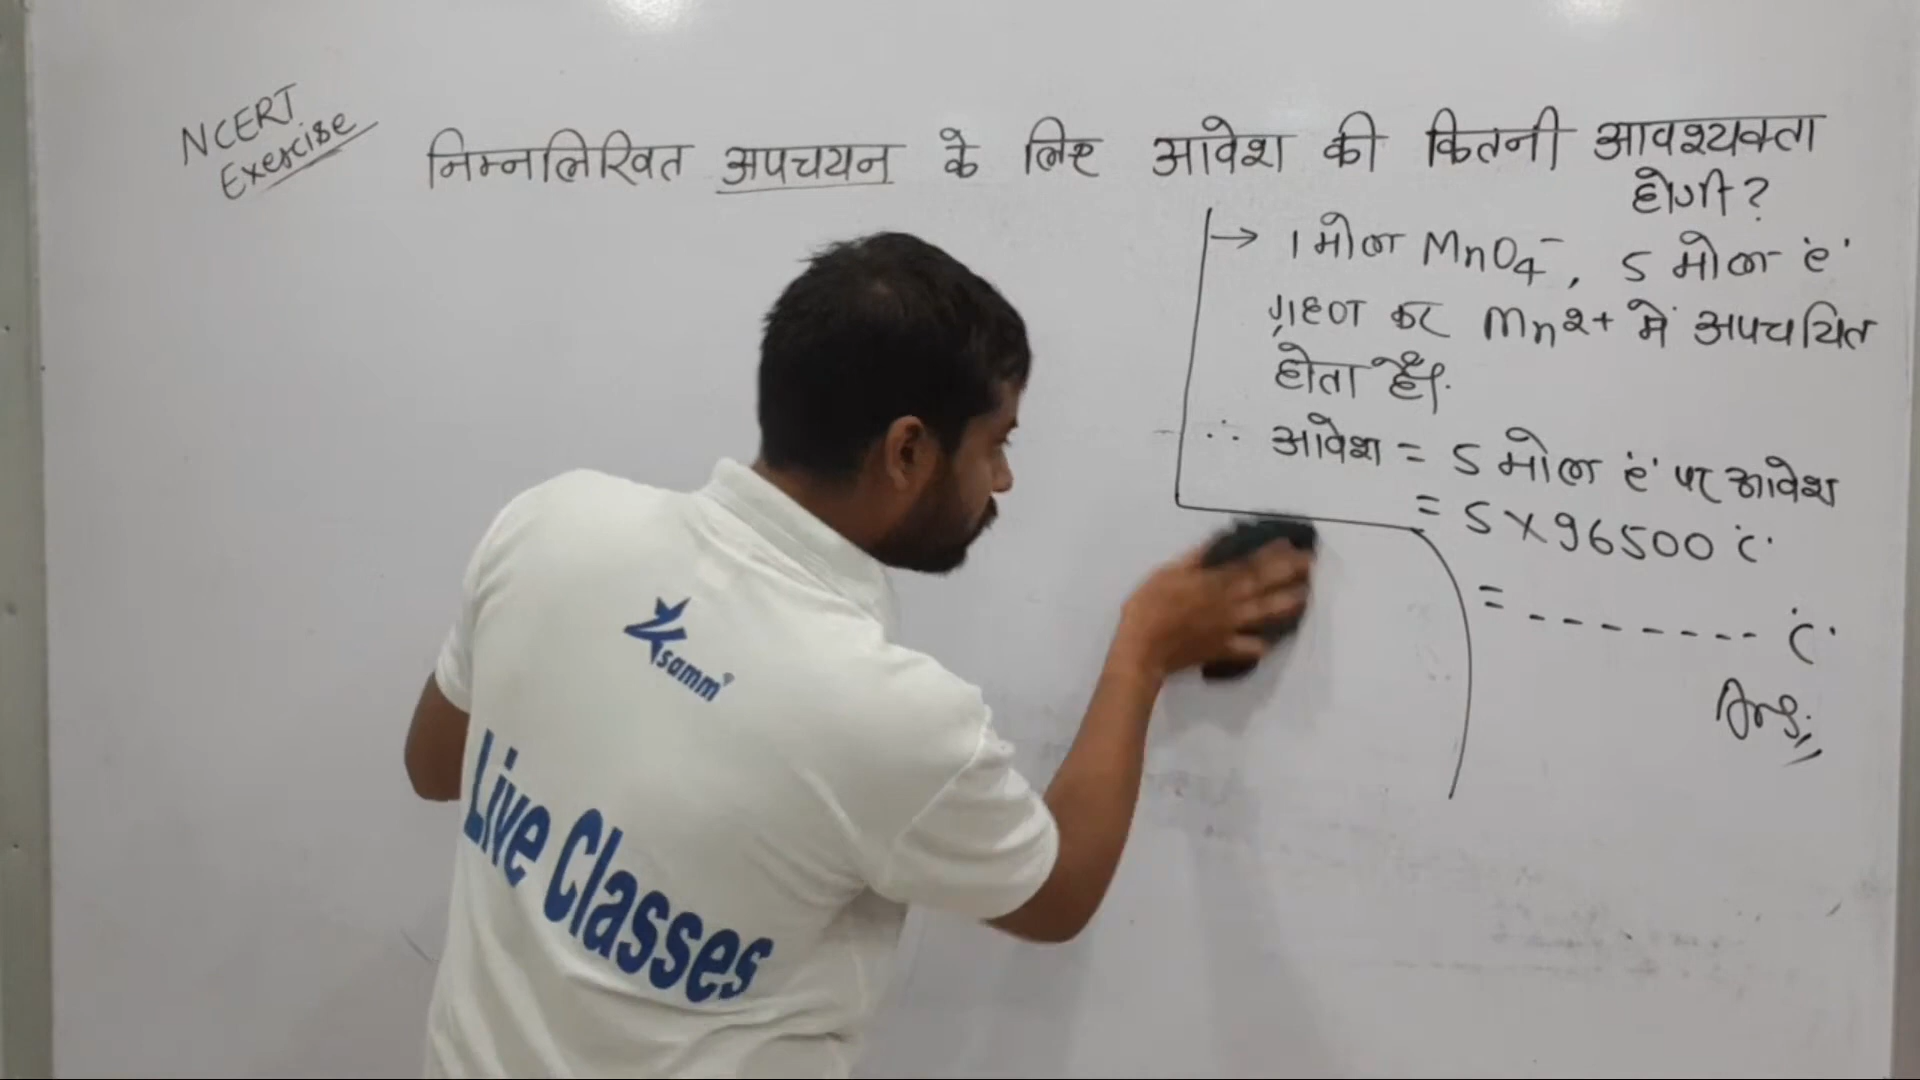 NCERT
Exercise
निम्नलिखित अपचयन के लिए आवेश की कितनी आवश्यक्ता
होगी?
→ 1 मोल MnO4⁻, 5 मोल 'e'
ग्रहण कर Mn2+ में अपचयित
होता है।
∴ आवेश = 5 मोल 'e' पर आवेश
= 5 X 96500 'C'
= -------- 'C'
Ans;
samm
Live Classes